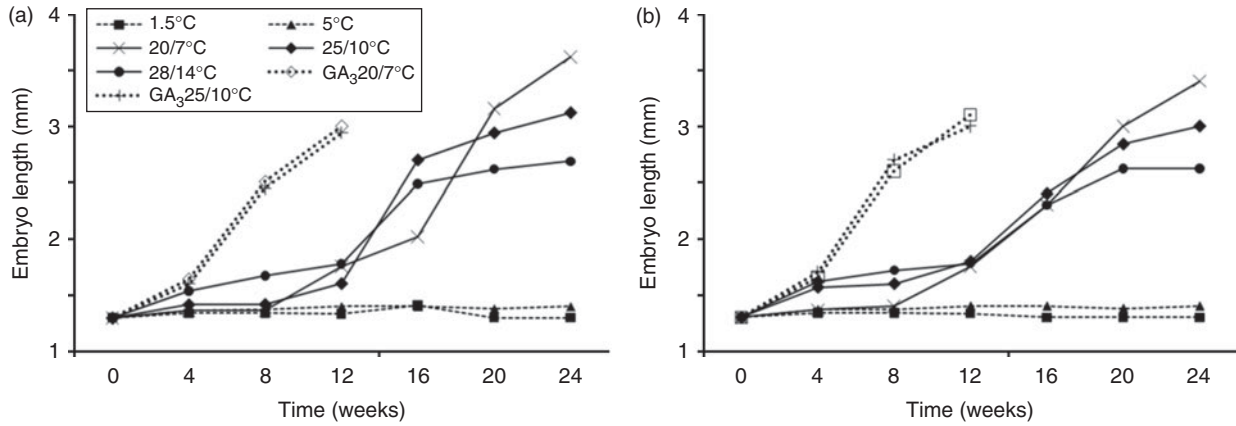 (a)
1.5°C 5°C
20/7°C 25/10°C
28/14°C GA₃20/7°C
GA₃25/10°C
Embryo length (mm)
4
3
2
1
0 4 8 12 16 20 24
Time (weeks)
(b)
Embryo length (mm)
4
3
2
1
0 4 8 12 16 20 24
Time (weeks)